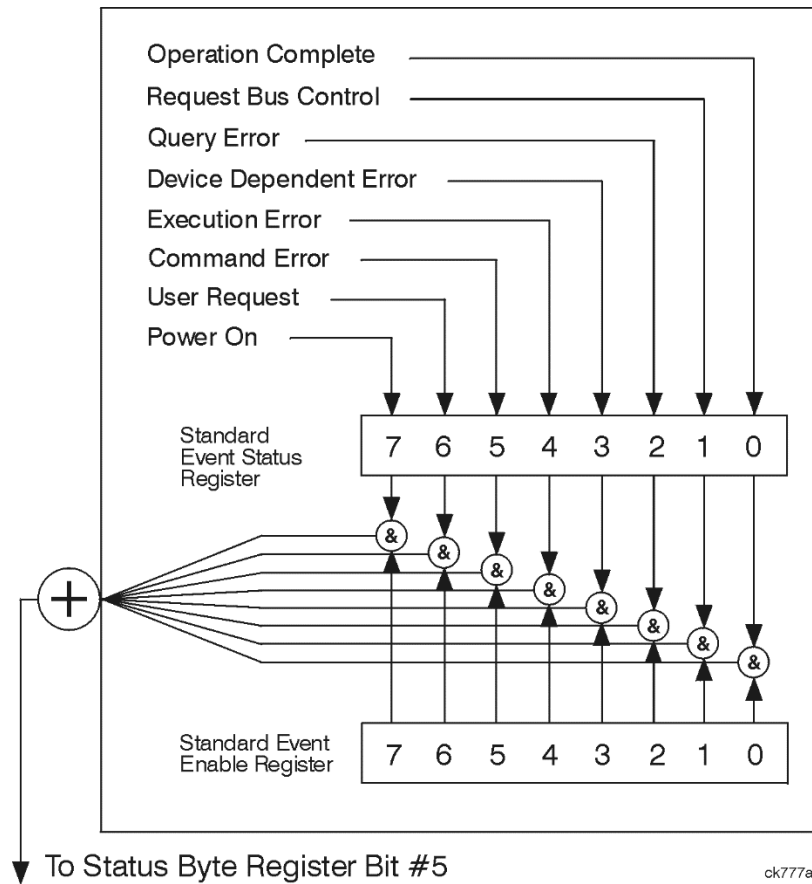 Operation Complete
Request Bus Control
Query Error
Device Dependent Error
Execution Error
Command Error
User Request
Power On
Standard
Event Status
Register
7 6 5 4 3 2 1 0
&
&
&
&
&
&
&
&
+
Standard Event
Enable Register
7 6 5 4 3 2 1 0
To Status Byte Register Bit #5
ck777a